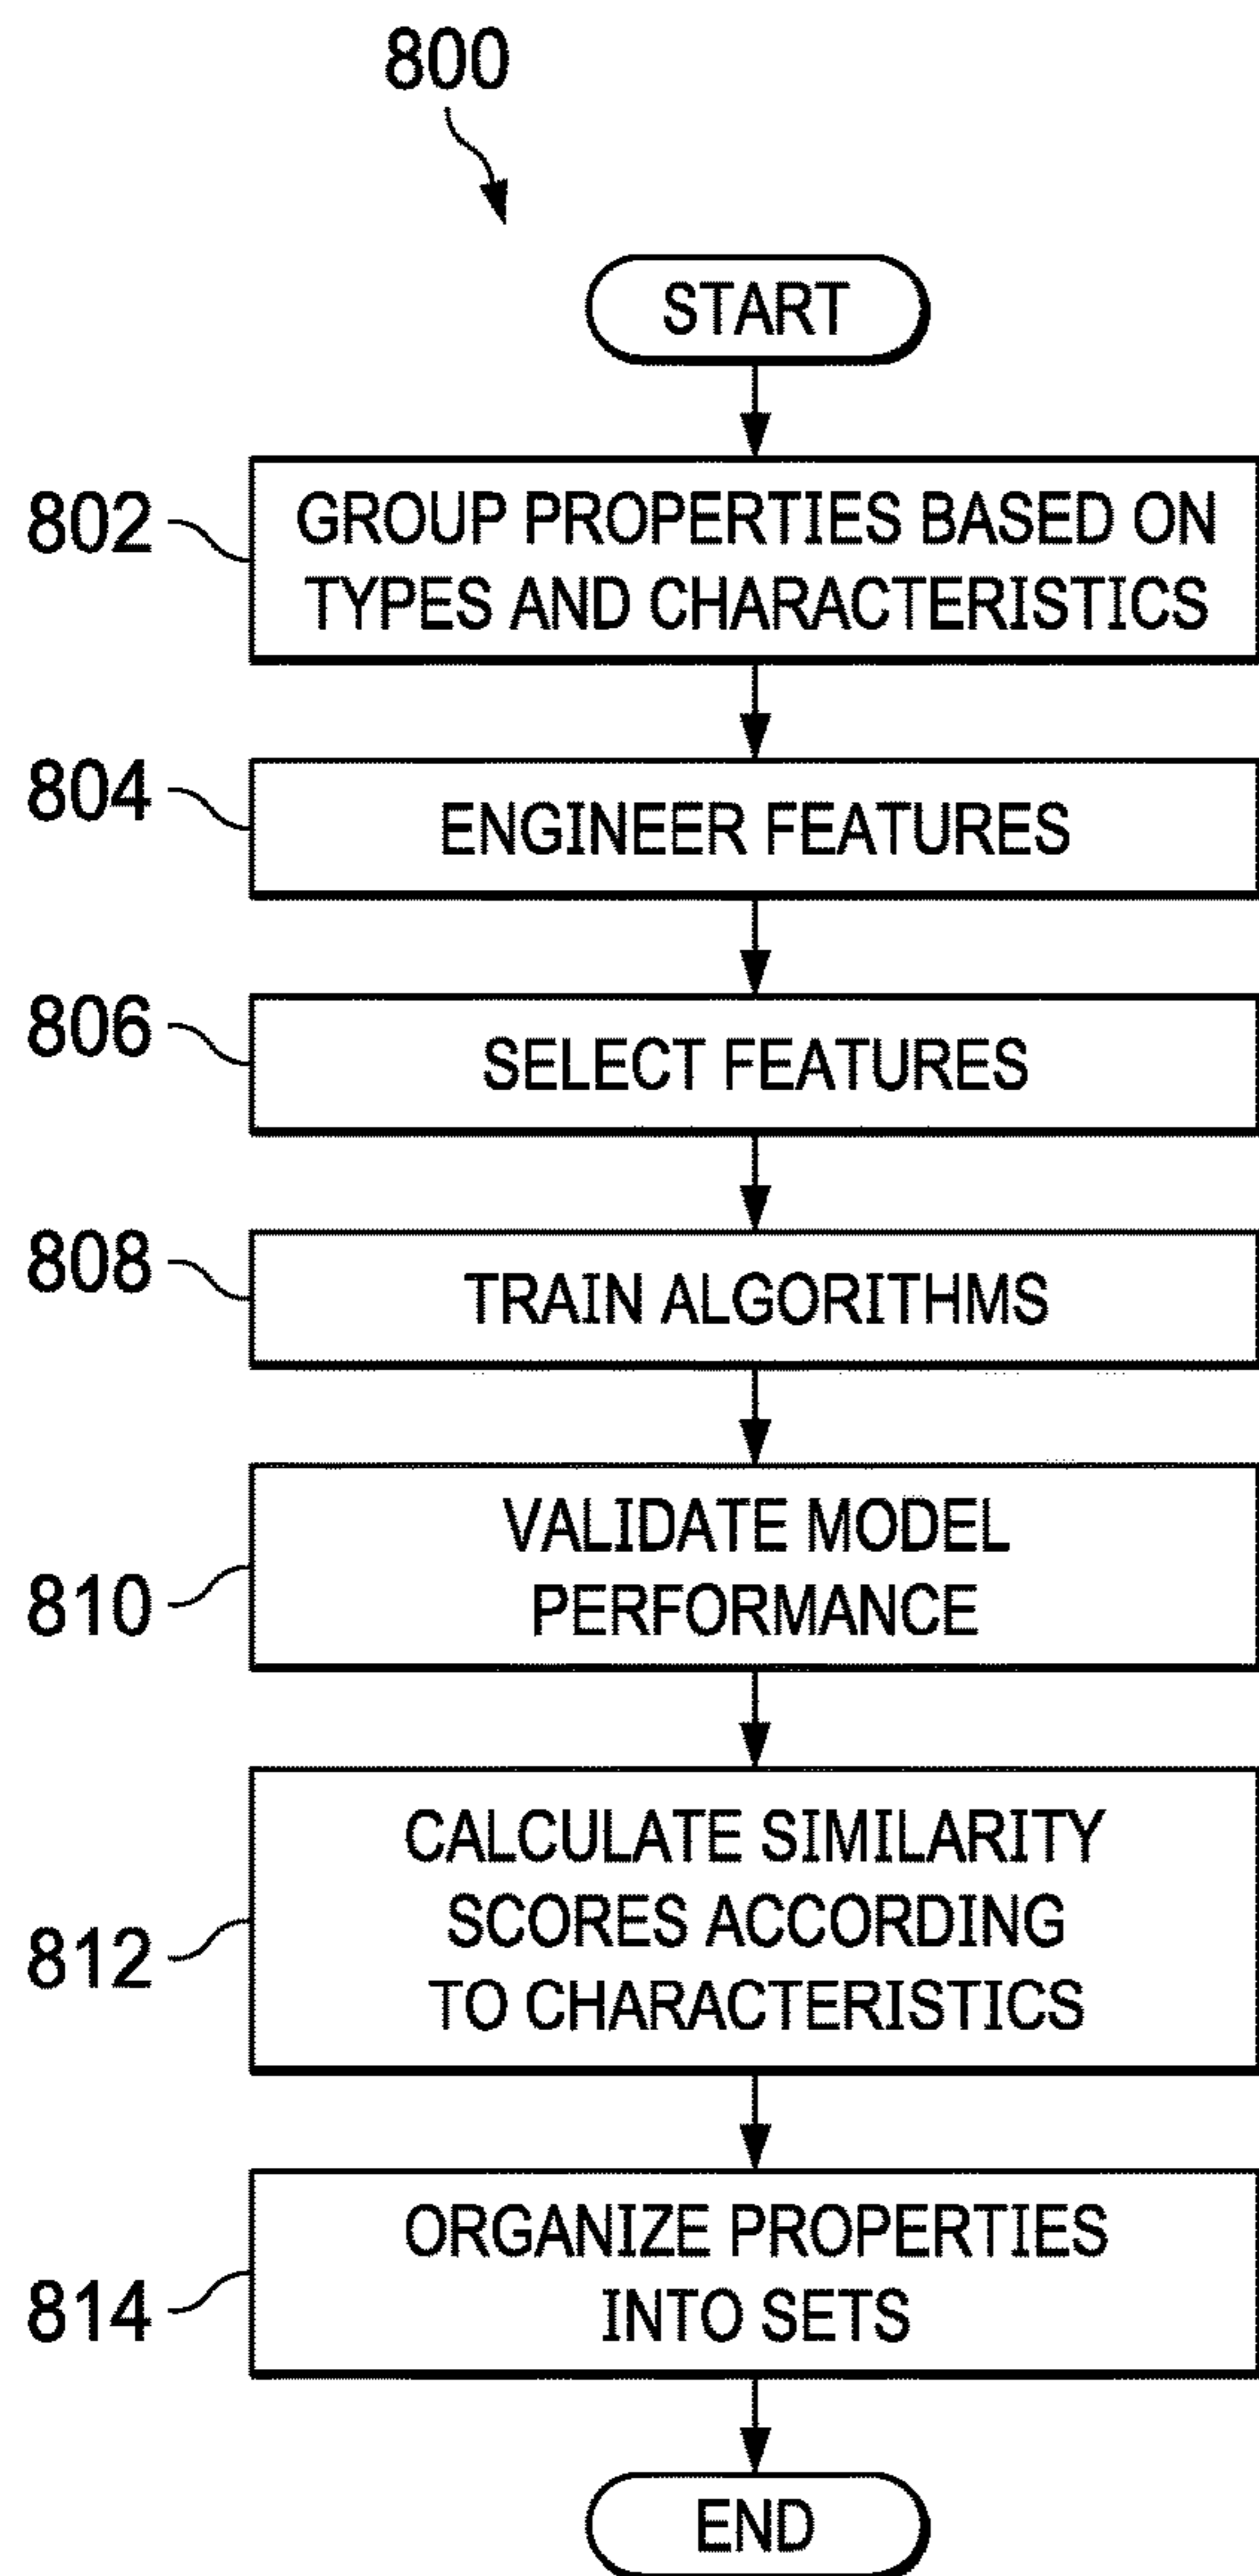 800
START
802
GROUP PROPERTIES BASED ON
TYPES AND CHARACTERISTICS
804
ENGINEER FEATURES
806
SELECT FEATURES
808
TRAIN ALGORITHMS
810
VALIDATE MODEL
PERFORMANCE
812
CALCULATE SIMILARITY
SCORES ACCORDING
TO CHARACTERISTICS
814
ORGANIZE PROPERTIES
INTO SETS
END